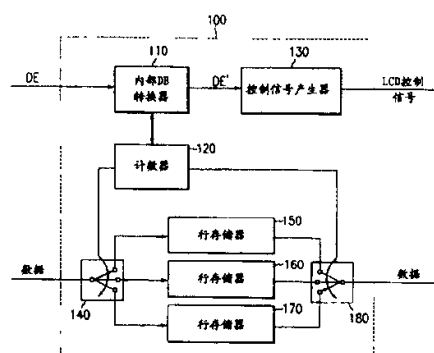 100
110
130
DE
内部DB
转换器
DE'
控制信号产生器
LCD控制
信号
120
计数器
150
行存储器
160
行存储器
170
行存储器
数据
140
数据
180